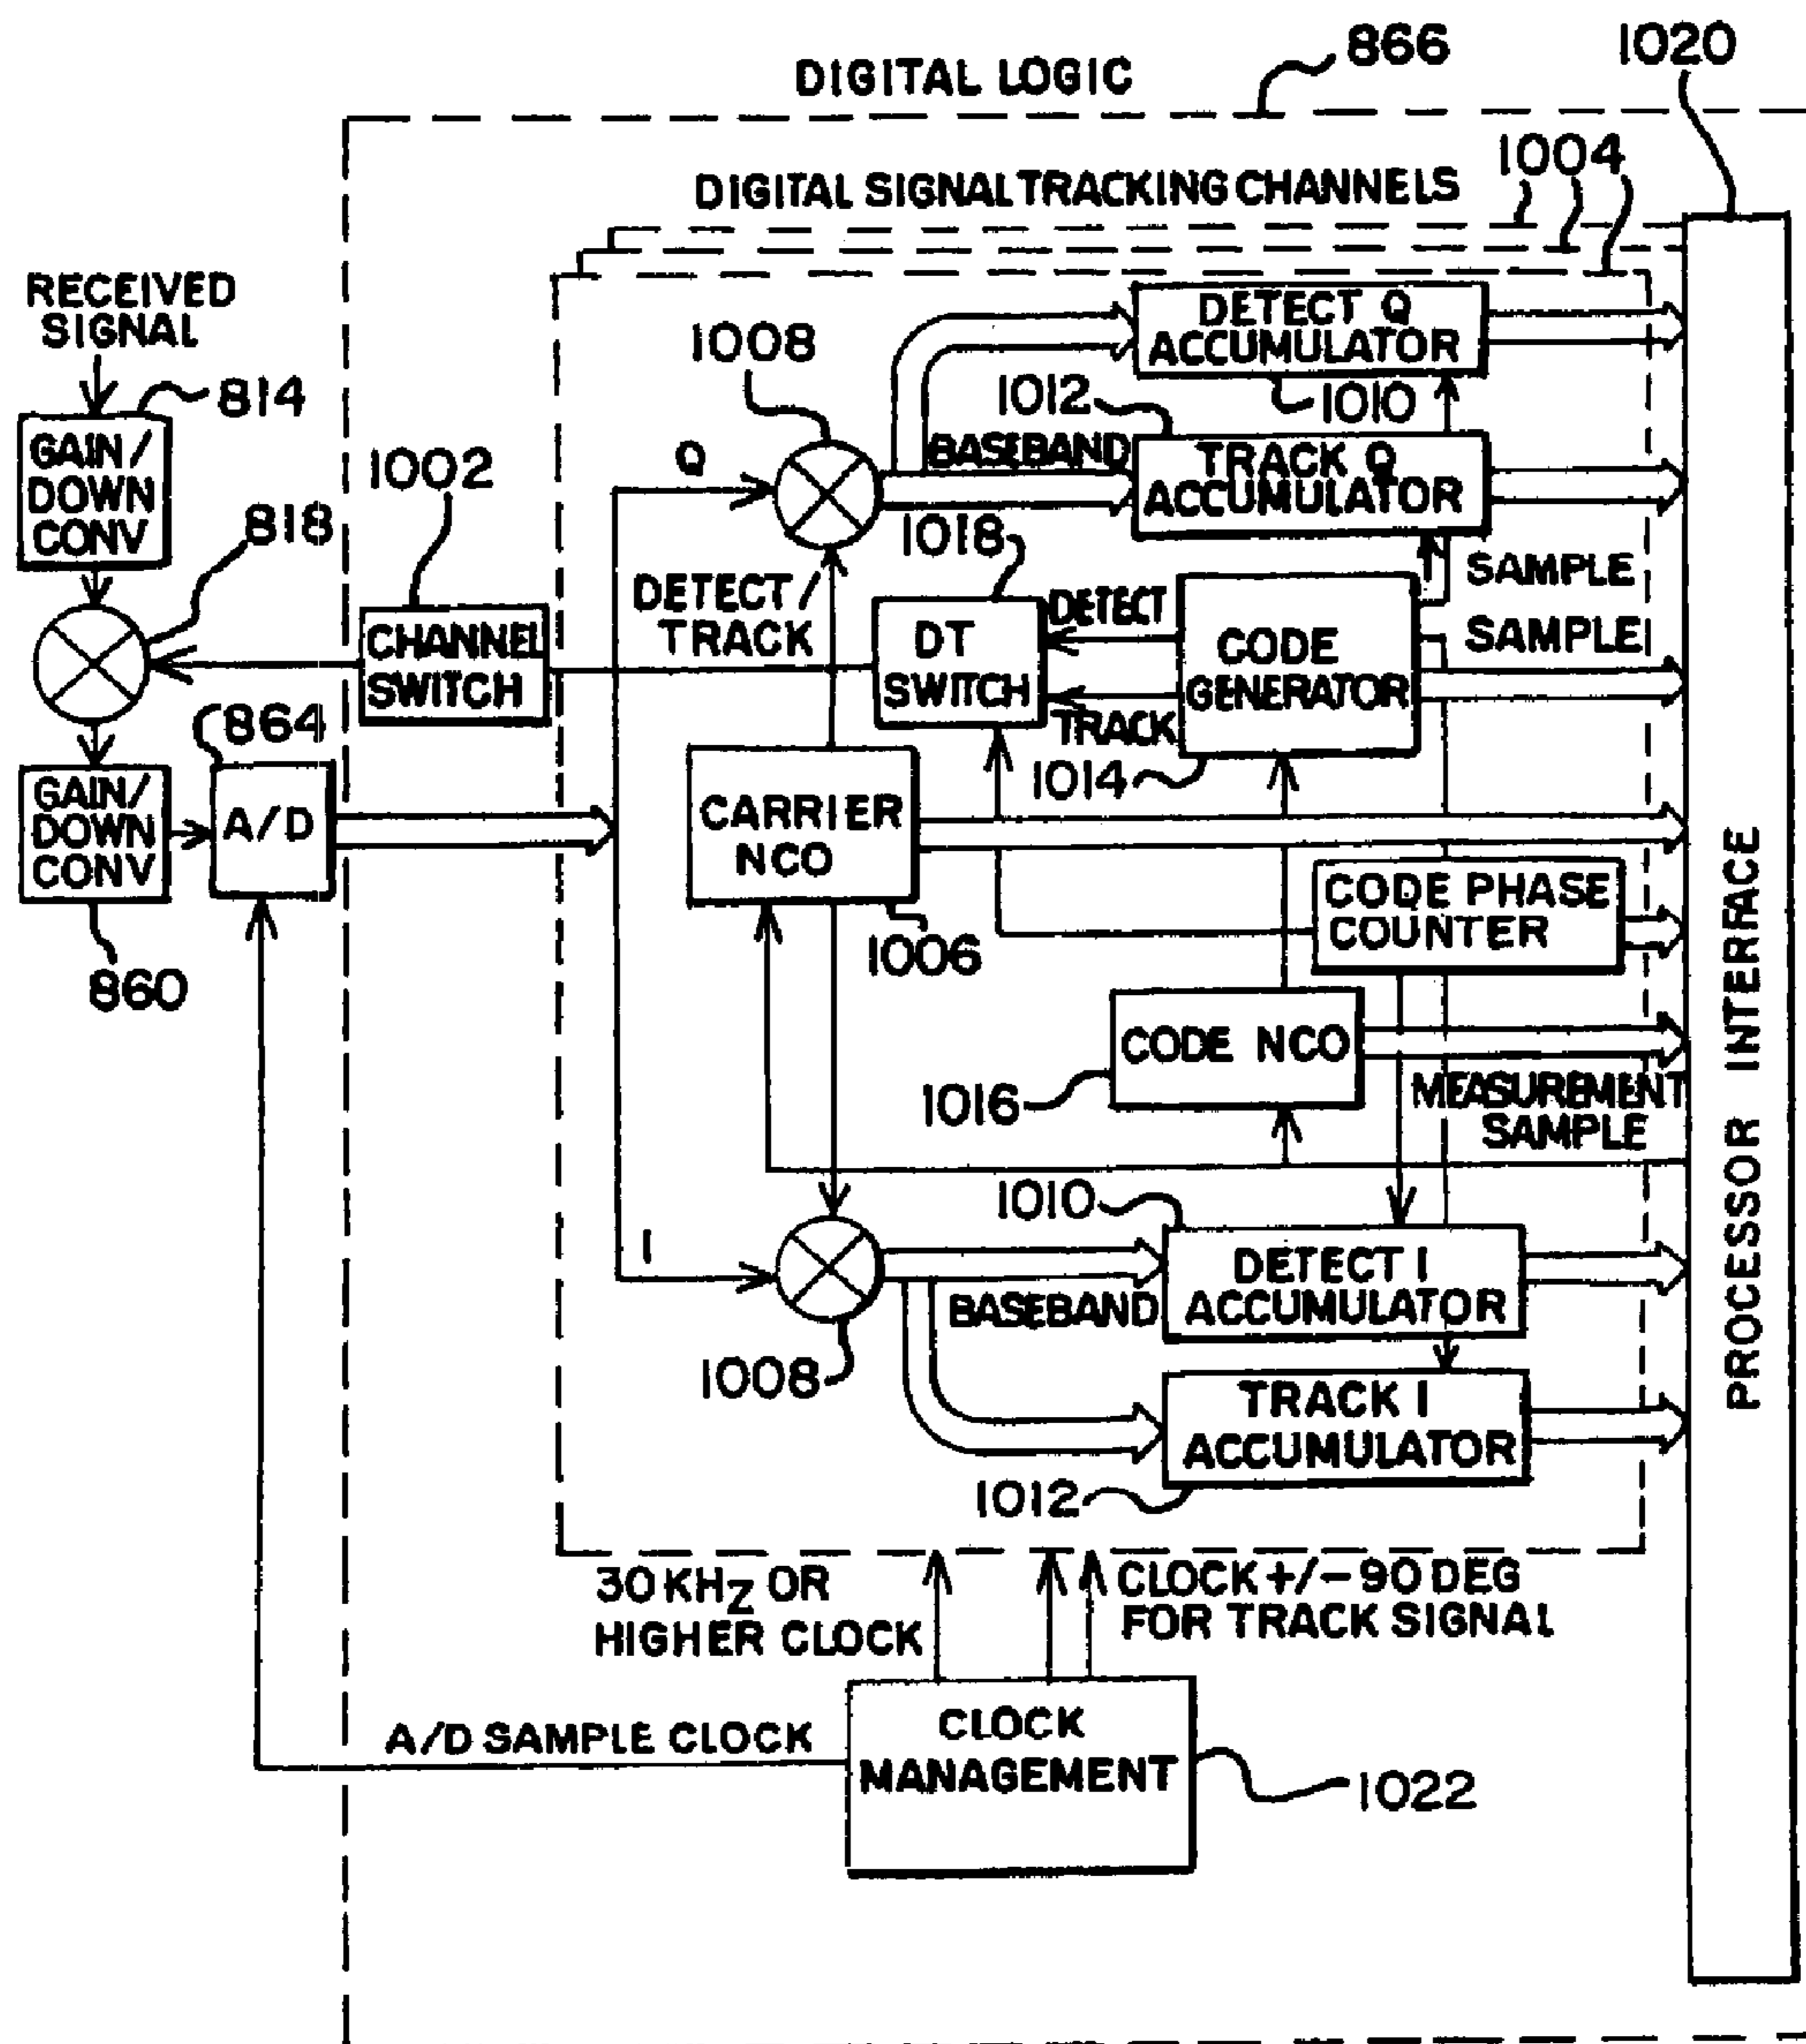 866
1020
DIGITAL LOGIC
1004
DIGITAL SIGNAL TRACKING CHANNELS
RECEIVED
SIGNAL
814
GAIN/
DOWN
CONV
818
864
A/D
GAIN/
DOWN
CONV
860
1002
CHANNEL
SWITCH
1008
Q
DETECT Q
ACCUMULATOR
1010
1012
BASEBAND
TRACK Q
ACCUMULATOR
1018
SAMPLE
DETECT /
TRACK
DT
SWITCH
DETECT
TRACK
CODE
GENERATOR
SAMPLE
1014
CARRIER
NCO
1006
CODE PHASE
COUNTER
CODE NCO
1016
MEASUREMENT
SAMPLE
PROCESSOR INTERFACE
1010
I
DETECT I
ACCUMULATOR
BASEBAND
1008
TRACK I
ACCUMULATOR
1012
30 KHZ OR
HIGHER CLOCK
CLOCK +/- 90 DEG
FOR TRACK SIGNAL
A/D SAMPLE CLOCK
CLOCK
MANAGEMENT
1022